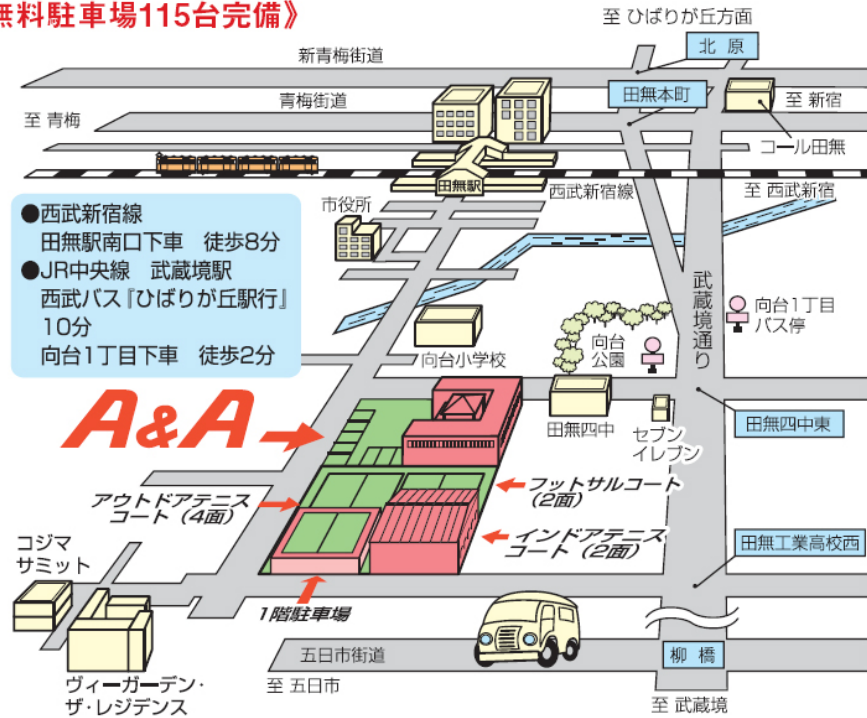 無料駐車場115台完備》
至 ひばりが丘方面
北 原
新青梅街道
田無本町
青梅街道
至 新宿
至 青梅
コール田無
田無駅
西武新宿線
至 西武新宿
市役所
●西武新宿線
田無駅南口下車 徒歩8分
●JR中央線 武蔵境駅
西武バス『ひばりが丘駅行』
10分
向台1丁目下車 徒歩2分
武蔵境通り
向台1丁目
バス停
向台
公園
向台小学校
A&A
田無四中
セブン
イレブン
田無四中東
アウトドアテニス
コート（4面）
フットサルコート
（2面）
インドアテニス
コート（2面）
田無工業高校西
コジマ
サミット
1階駐車場
五日市街道
柳 橋
至 五日市
ヴィーガーデン・
ザ・レジデンス
至 武蔵境